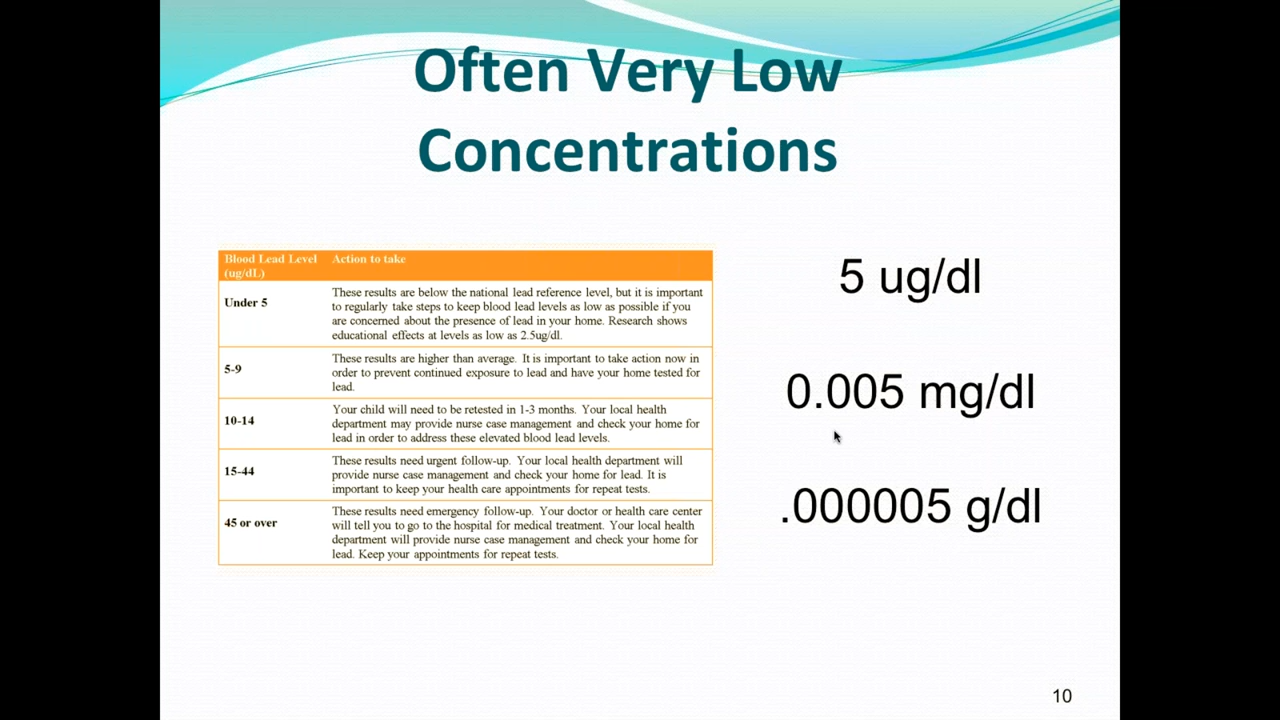 Often Very Low
Concentrations
Blood Lead Level
(ug/dL)
Action to take
Under 5
These results are below the national lead reference level, but it is important
to regularly take steps to keep blood lead levels as low as possible if you
are concerned about the presence of lead in your home. Research shows
educational effects at levels as low as 2.5ug/dl.
5-9
These results are higher than average. It is important to take action now in
order to prevent continued exposure to lead and have your home tested for
lead.
10-14
Your child will need to be retested in 1-3 months. Your local health
department may provide nurse case management and check your home for
lead in order to address these elevated blood lead levels.
15-44
These results need urgent follow-up. Your local health department will
provide nurse case management and check your home for lead. It is
important to keep your health care appointments for repeat tests.
45 or over
These results need emergency follow-up. Your doctor or health care center
will tell you to go to the hospital for medical treatment. Your local health
department will provide nurse case management and check your home for
lead. Keep your appointments for repeat tests.
5 ug/dl
0.005 mg/dl
.000005 g/dl
10